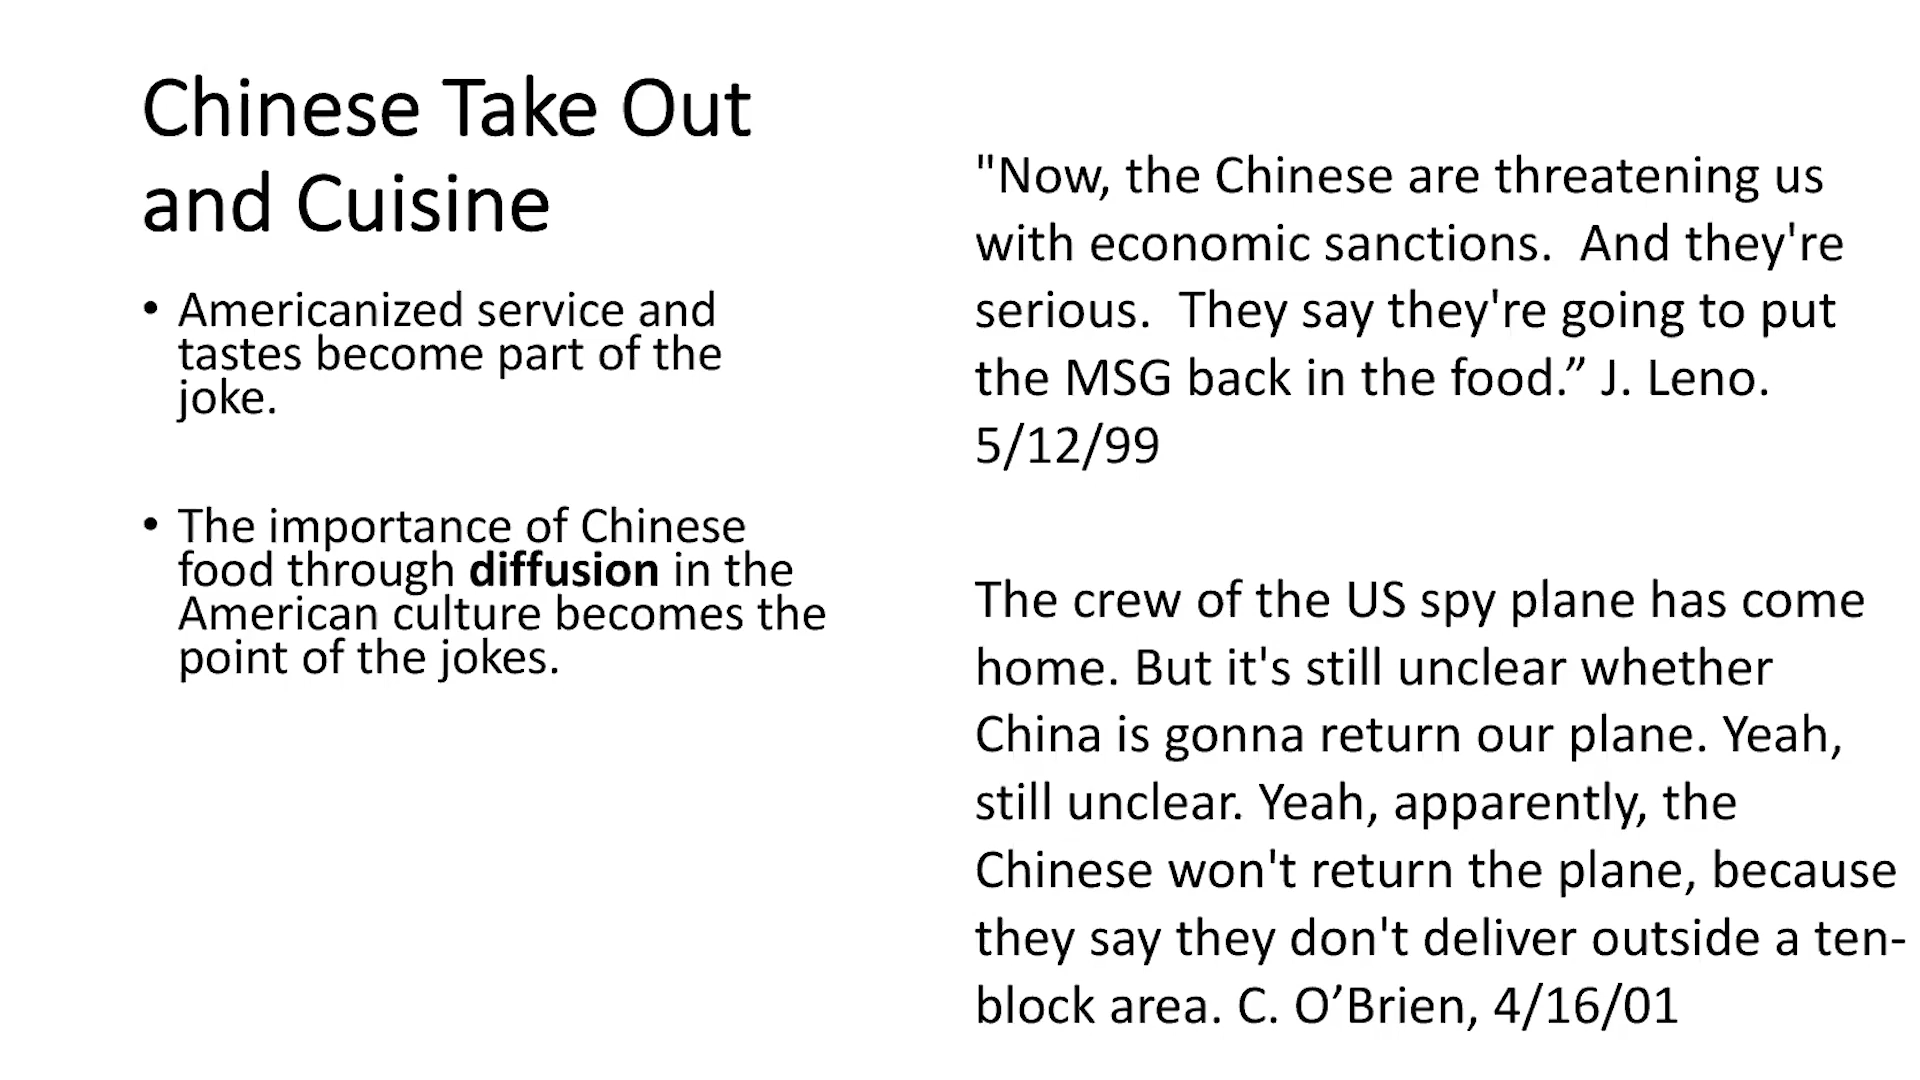 Chinese Take Out
and Cuisine
• Americanized service and
tastes become part of the
joke.
• The importance of Chinese
food through diffusion in the
American culture becomes the
point of the jokes.
"Now, the Chinese are threatening us
with economic sanctions.  And they're
serious.  They say they're going to put
the MSG back in the food.” J. Leno.
5/12/99
The crew of the US spy plane has come
home. But it's still unclear whether
China is gonna return our plane. Yeah,
still unclear. Yeah, apparently, the
Chinese won't return the plane, because
they say they don't deliver outside a ten-
block area. C. O’Brien, 4/16/01